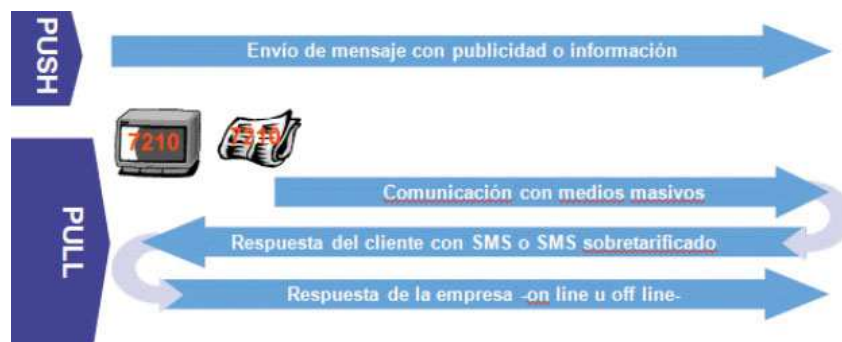 PUSH
Envío de mensaje con publicidad o información
7210
7210
PULL
Comunicación con medios masivos
Respuesta del cliente con SMS o SMS sobretarificado
Respuesta de la empresa -on line u off line-